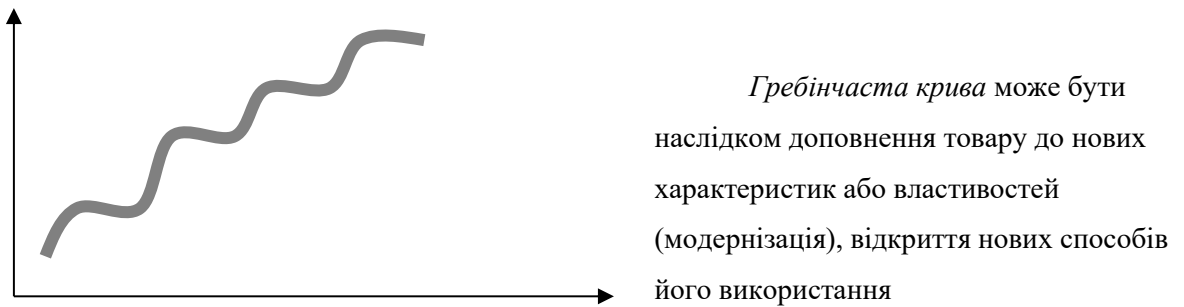 Гребінчаста крива може бути
наслідком доповнення товару до нових
характеристик або властивостей
(модернізація), відкриття нових способів
його використання